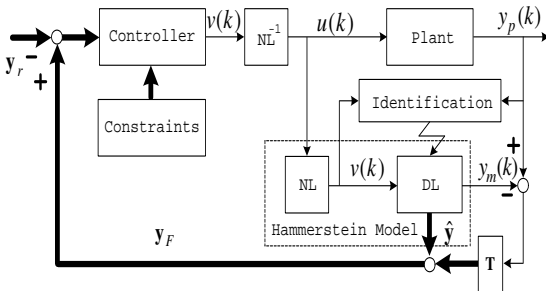 Controller
v(k)
NL⁻¹
u(k)
Plant
y_p(k)
y_r
−
+
Constraints
Identification
+
NL
v(k)
DL
y_m(k)
−
Hammerstein Model
ŷ
y_F
T